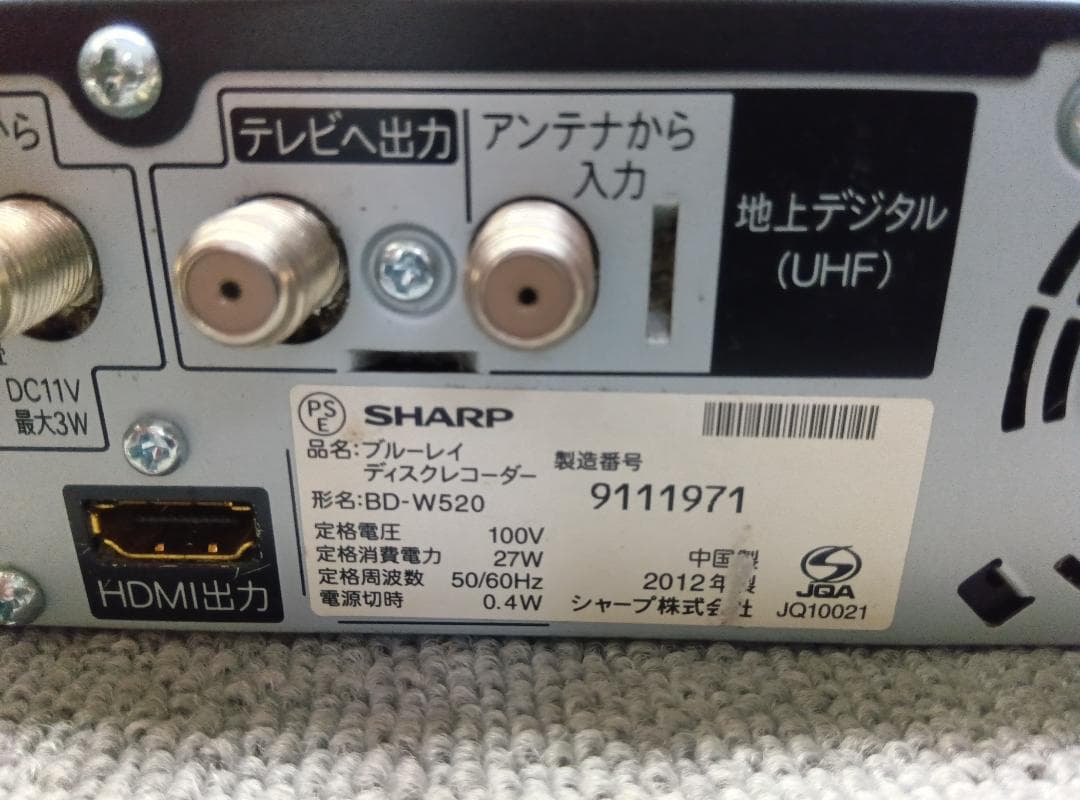 から
テレビへ出力
アンテナから
入力
地上デジタル
(UHF)
DC11V
最大3W
HDMI出力
PS
E
SHARP
品名:ブルーレイ
ディスクレコーダー
製造番号
形名:BD-W520
9111971
定格電圧 100V
定格消費電力 27W
定格周波数 50/60Hz
電源切時 0.4W
中国製
2012年製
シャープ株式会社
JQA
JQ10021